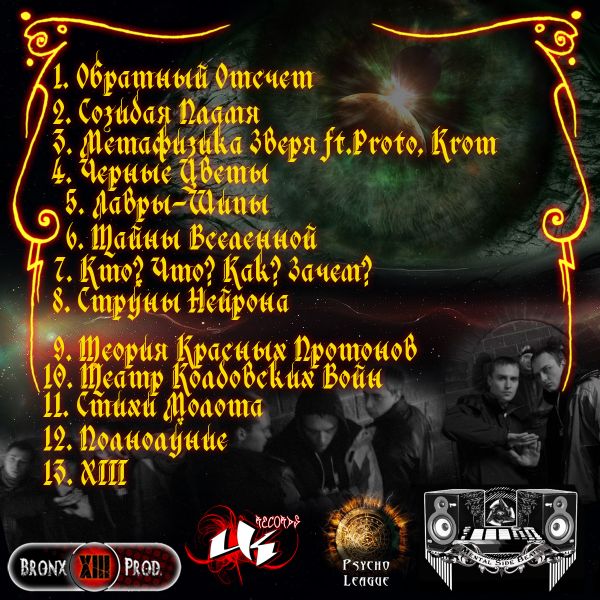 1. Обратный Отсчет
2. Созидая Пламя
3. Метафизика Зверя ft.Proto, Krom
4. Черные Цветы
5. Лавры-Шипы
6. Тайны Вселенной
7. Кто? Что? Как? Зачем?
8. Струны Нейрона
9. Теория Красных Протонов
10. Театр Колдовских Войн
11. Стихи Молота
12. Полнолуние
13. XIII
BRONX XIII PROD.
RECORDS
PSYCHO
LEAGUE